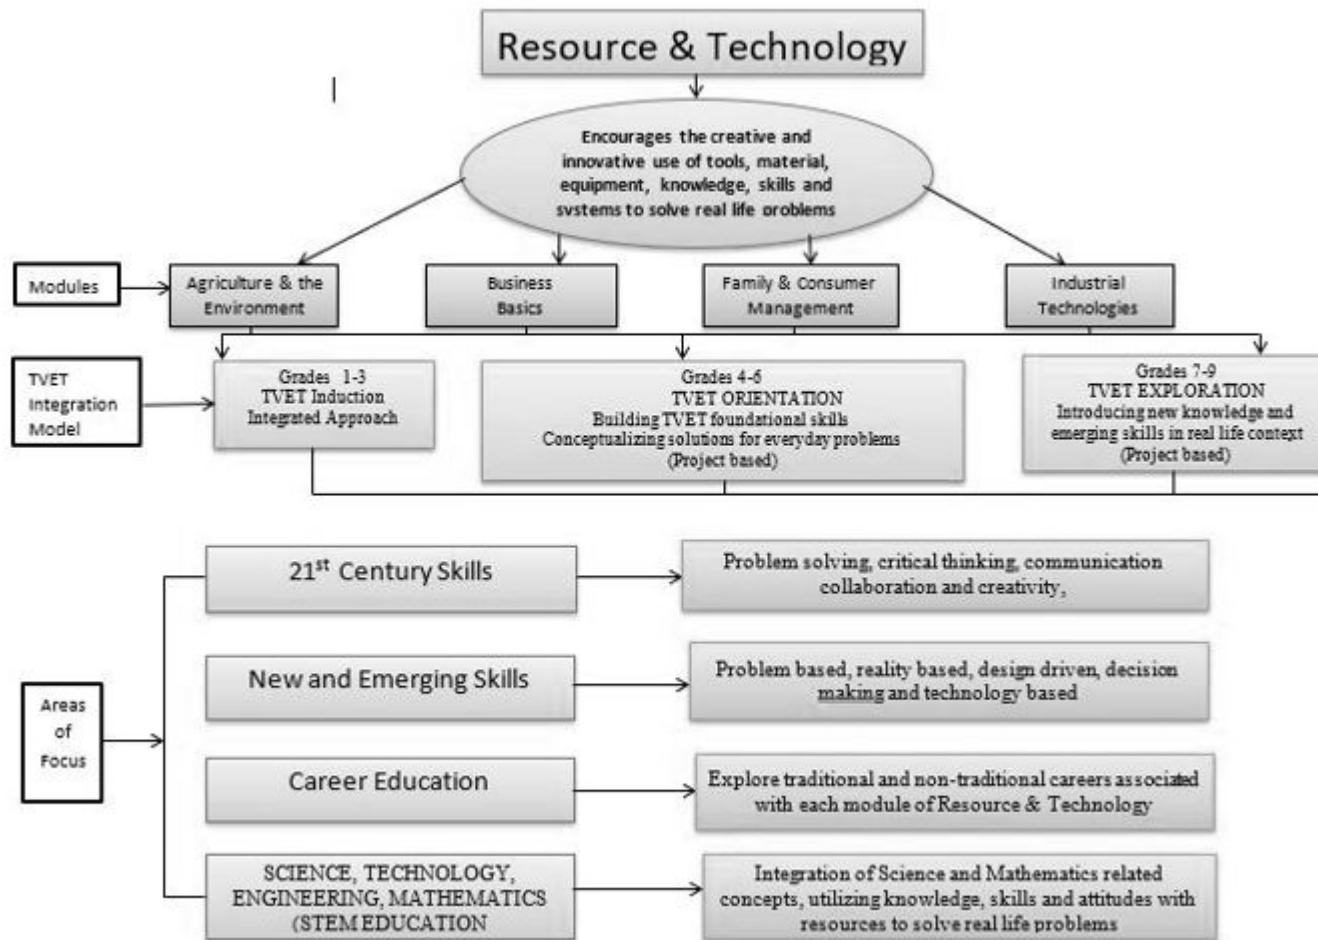 Resource & Technology
Encourages the creative and
innovative use of tools, material,
equipment, knowledge, skills and
systems to solve real life problems
Modules
Agriculture & the
Environment
Business
Basics
Family & Consumer
Management
Industrial
Technologies
TVET
Integration
Model
Grades 1-3
TVET Induction
Integrated Approach
Grades 4-6
TVET ORIENTATION
Building TVET foundational skills
Conceptualizing solutions for everyday problems
(Project based)
Grades 7-9
TVET EXPLORATION
Introducing new knowledge and
emerging skills in real life context
(Project based)
Areas
of
Focus
21st Century Skills
Problem solving, critical thinking, communication
collaboration and creativity,
New and Emerging Skills
Problem based, reality based, design driven, decision
making and technology based
Career Education
Explore traditional and non-traditional careers associated
with each module of Resource & Technology
SCIENCE, TECHNOLOGY,
ENGINEERING, MATHEMATICS
(STEM EDUCATION
Integration of Science and Mathematics related
concepts, utilizing knowledge, skills and attitudes with
resources to solve real life problems